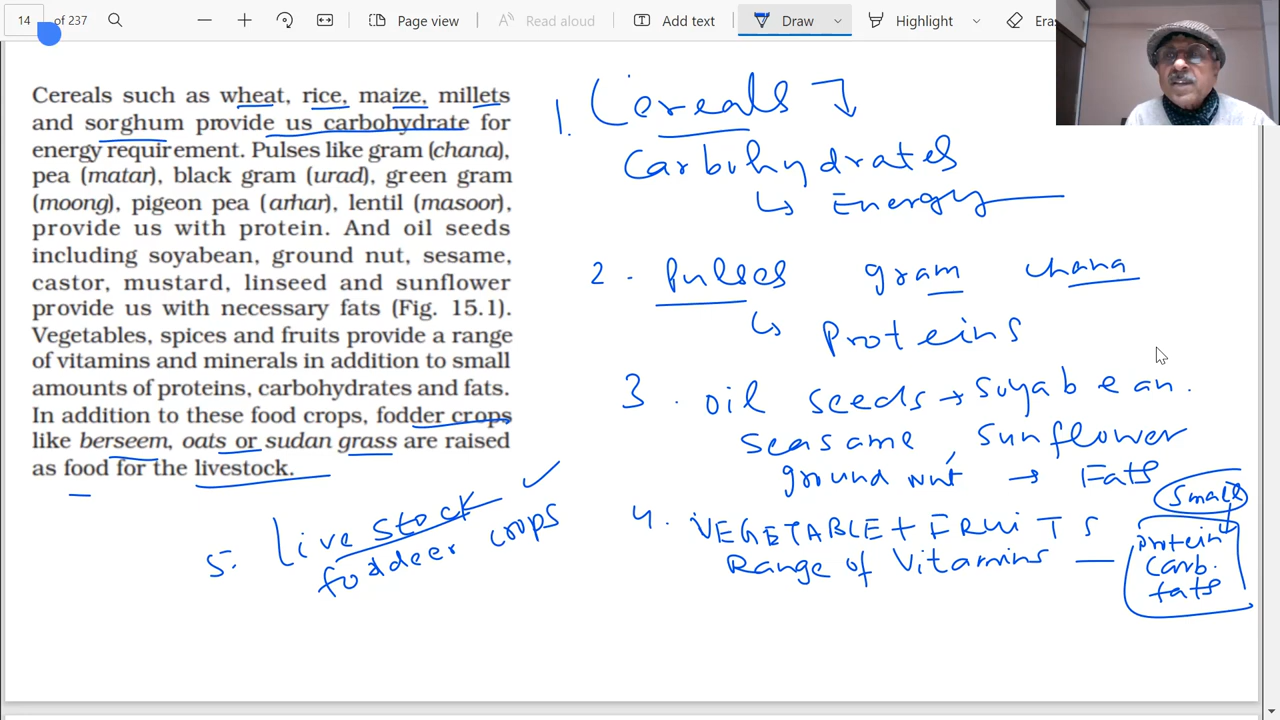 14 of 237
Page view
Read aloud
Add text
Draw
Highlight
Era
Cereals such as wheat, rice, maize, millets
and sorghum provide us carbohydrate for
energy requirement. Pulses like gram (chana),
pea (matar), black gram (urad), green gram
(moong), pigeon pea (arhar), lentil (masoor),
provide us with protein. And oil seeds
including soyabean, ground nut, sesame,
castor, mustard, linseed and sunflower
provide us with necessary fats (Fig. 15.1).
Vegetables, spices and fruits provide a range
of vitamins and minerals in addition to small
amounts of proteins, carbohydrates and fats.
In addition to these food crops, fodder crops
like berseem, oats or sudan grass are raised
as food for the livestock.
1. Cereals
Carbohydrates
Energy
2. Pulses gram chana
Proteins
3. oil seeds → soyabean.
seasame, sunflower
ground nut → Fats
4. VEGETABLE + FRUITS
Range of Vitamins —
small
protein
carb.
fats
5. Live stock
foddeer crops